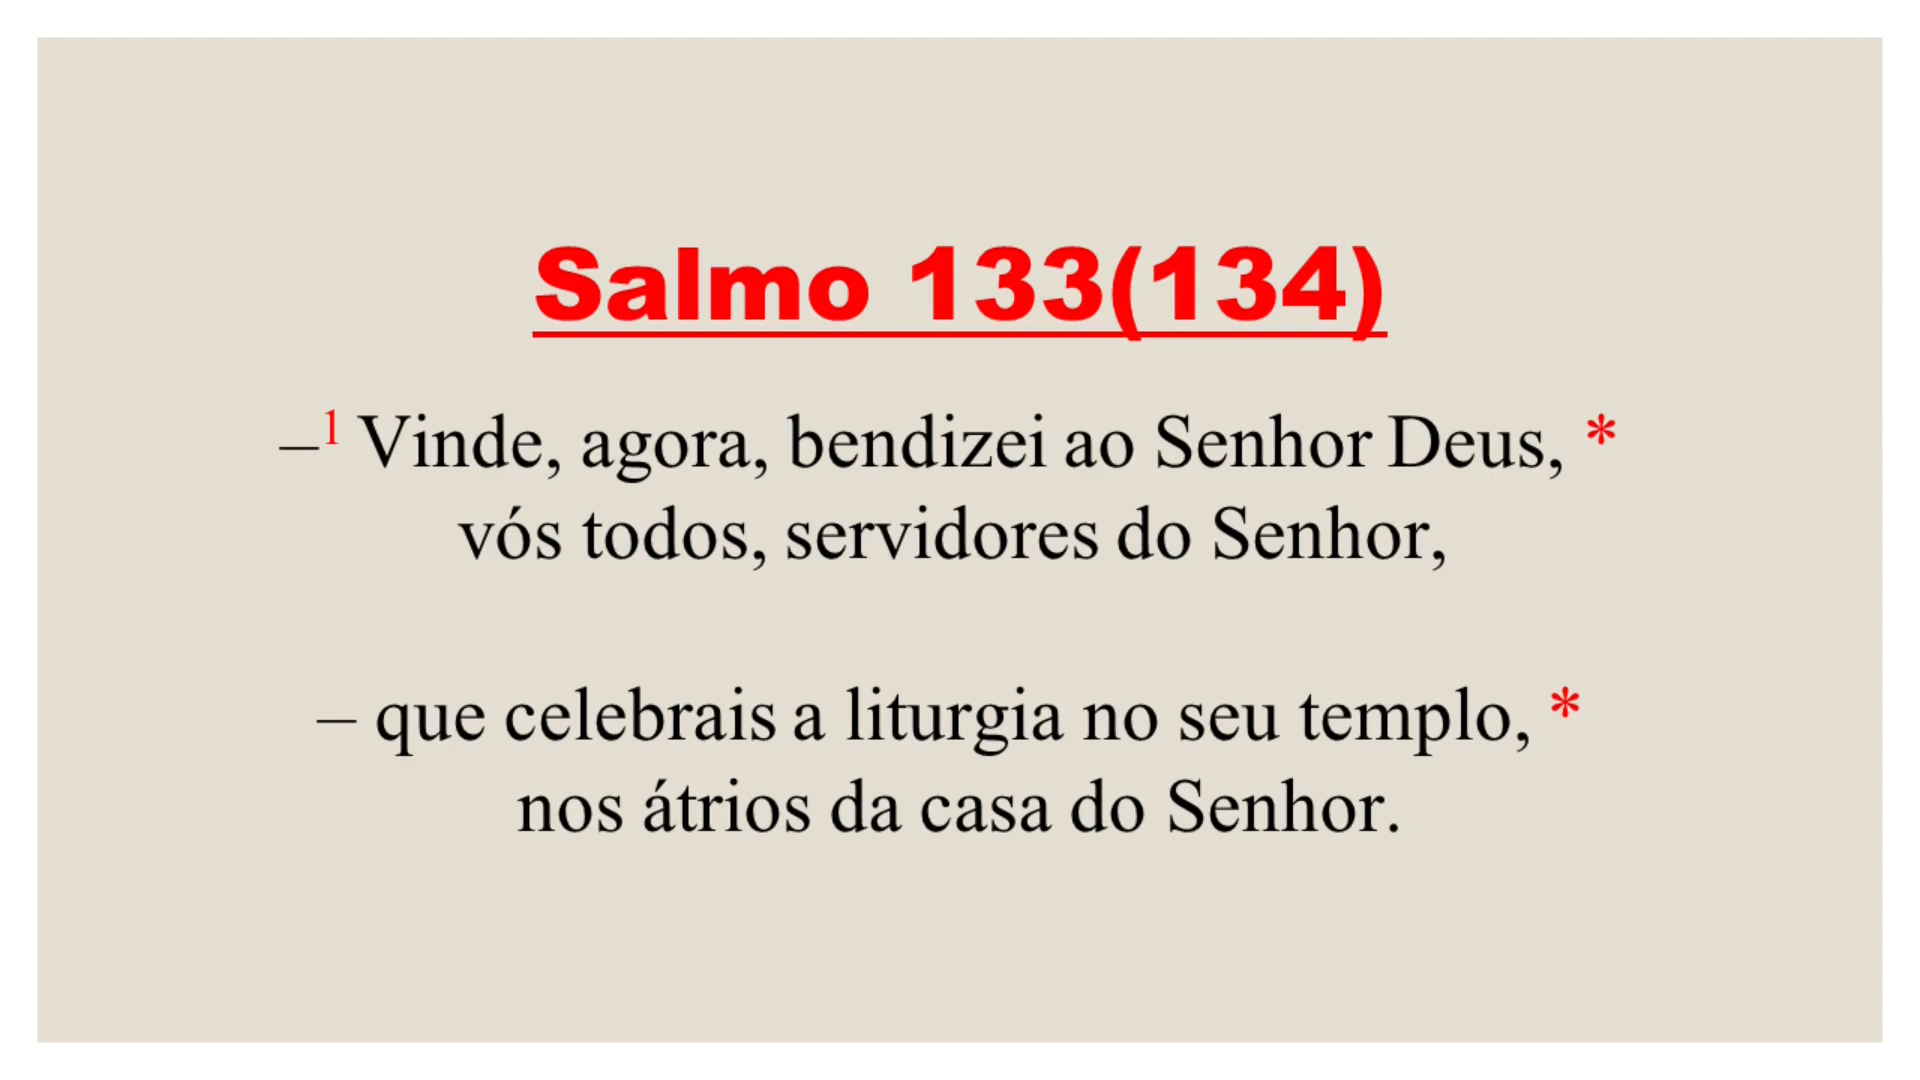 Salmo 133(134)
–¹ Vinde, agora, bendizei ao Senhor Deus, *
vós todos, servidores do Senhor,
– que celebrais a liturgia no seu templo, *
nos átrios da casa do Senhor.